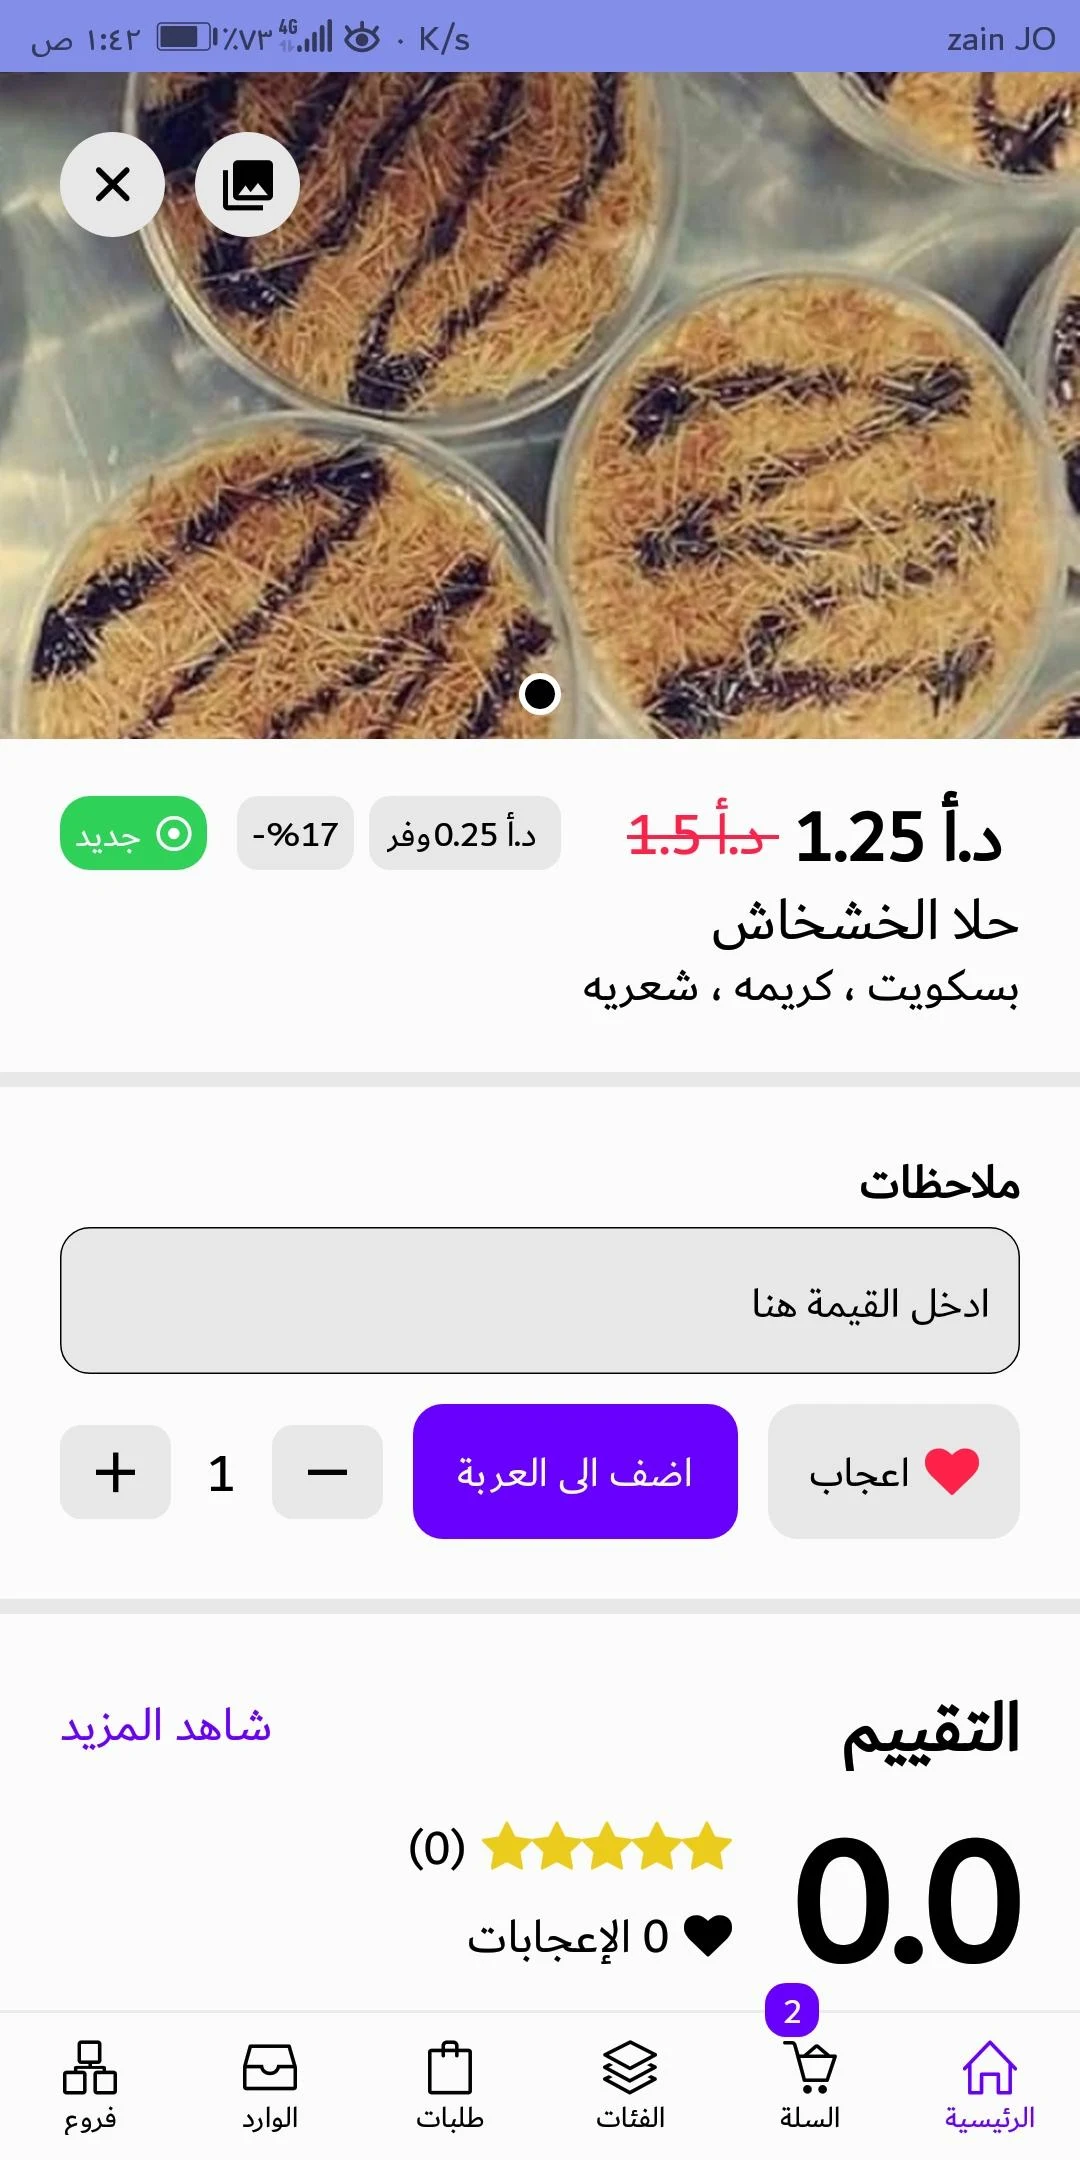 zain JO
K/s · 4G ٪٧٣ ١:٤٢ ص
1.25 د.أ 1.5 د.أ وفر0.25 د.أ -%17 جديد
حلا الخشخاش
بسكويت ، كريمه ، شعريه
ملاحظات
ادخل القيمة هنا
اعجاب اضف الى العربة 1
التقييم شاهد المزيد
0.0 (0)
0 الإعجابات
2
الرئيسية السلة الفئات طلبات الوارد فروع